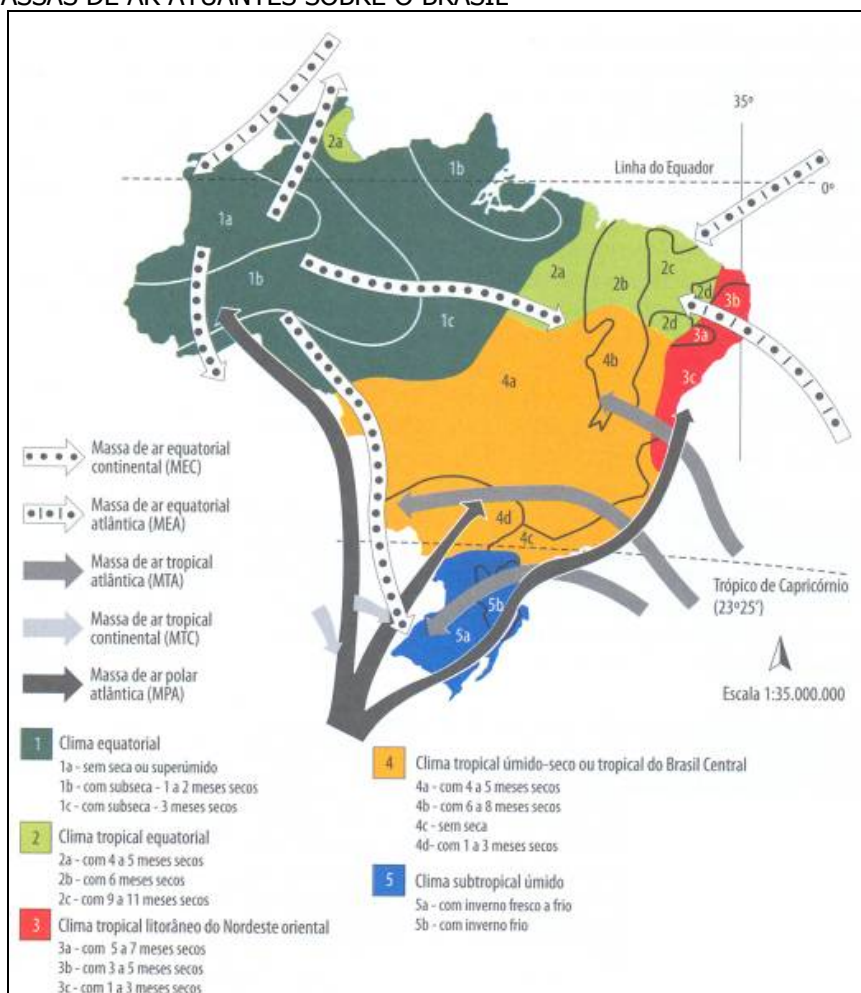 MASSAS DE AR ATUANTES SOBRE O BRASIL
35º
Linha do Equador
0º
2a
1b
1a
1b
1c
2a
2b
2c
2d
3b
2d
3a
3c
4a
4b
4d
4c
5b
5a
Massa de ar equatorial
continental (MEC)
Massa de ar equatorial
atlântica (MEA)
Massa de ar tropical
atlântica (MTA)
Massa de ar tropical
continental (MTC)
Massa de ar polar
atlântica (MPA)
Trópico de Capricórnio
(23º25')
Escala 1:35.000.000
1 Clima equatorial
1a - sem seca ou superúmido
1b - com subseca - 1 a 2 meses secos
1c - com subseca - 3 meses secos
2 Clima tropical equatorial
2a - com 4 a 5 meses secos
2b - com 6 meses secos
2c - com 9 a 11 meses secos
3 Clima tropical litorâneo do Nordeste oriental
3a - com 5 a 7 meses secos
3b - com 3 a 5 meses secos
3c - com 1 a 3 meses secos
4 Clima tropical úmido-seco ou tropical do Brasil Central
4a - com 4 a 5 meses secos
4b - com 6 a 8 meses secos
4c - sem seca
4d- com 1 a 3 meses secos
5 Clima subtropical úmido
5a - com inverno fresco a frio
5b - com inverno frio